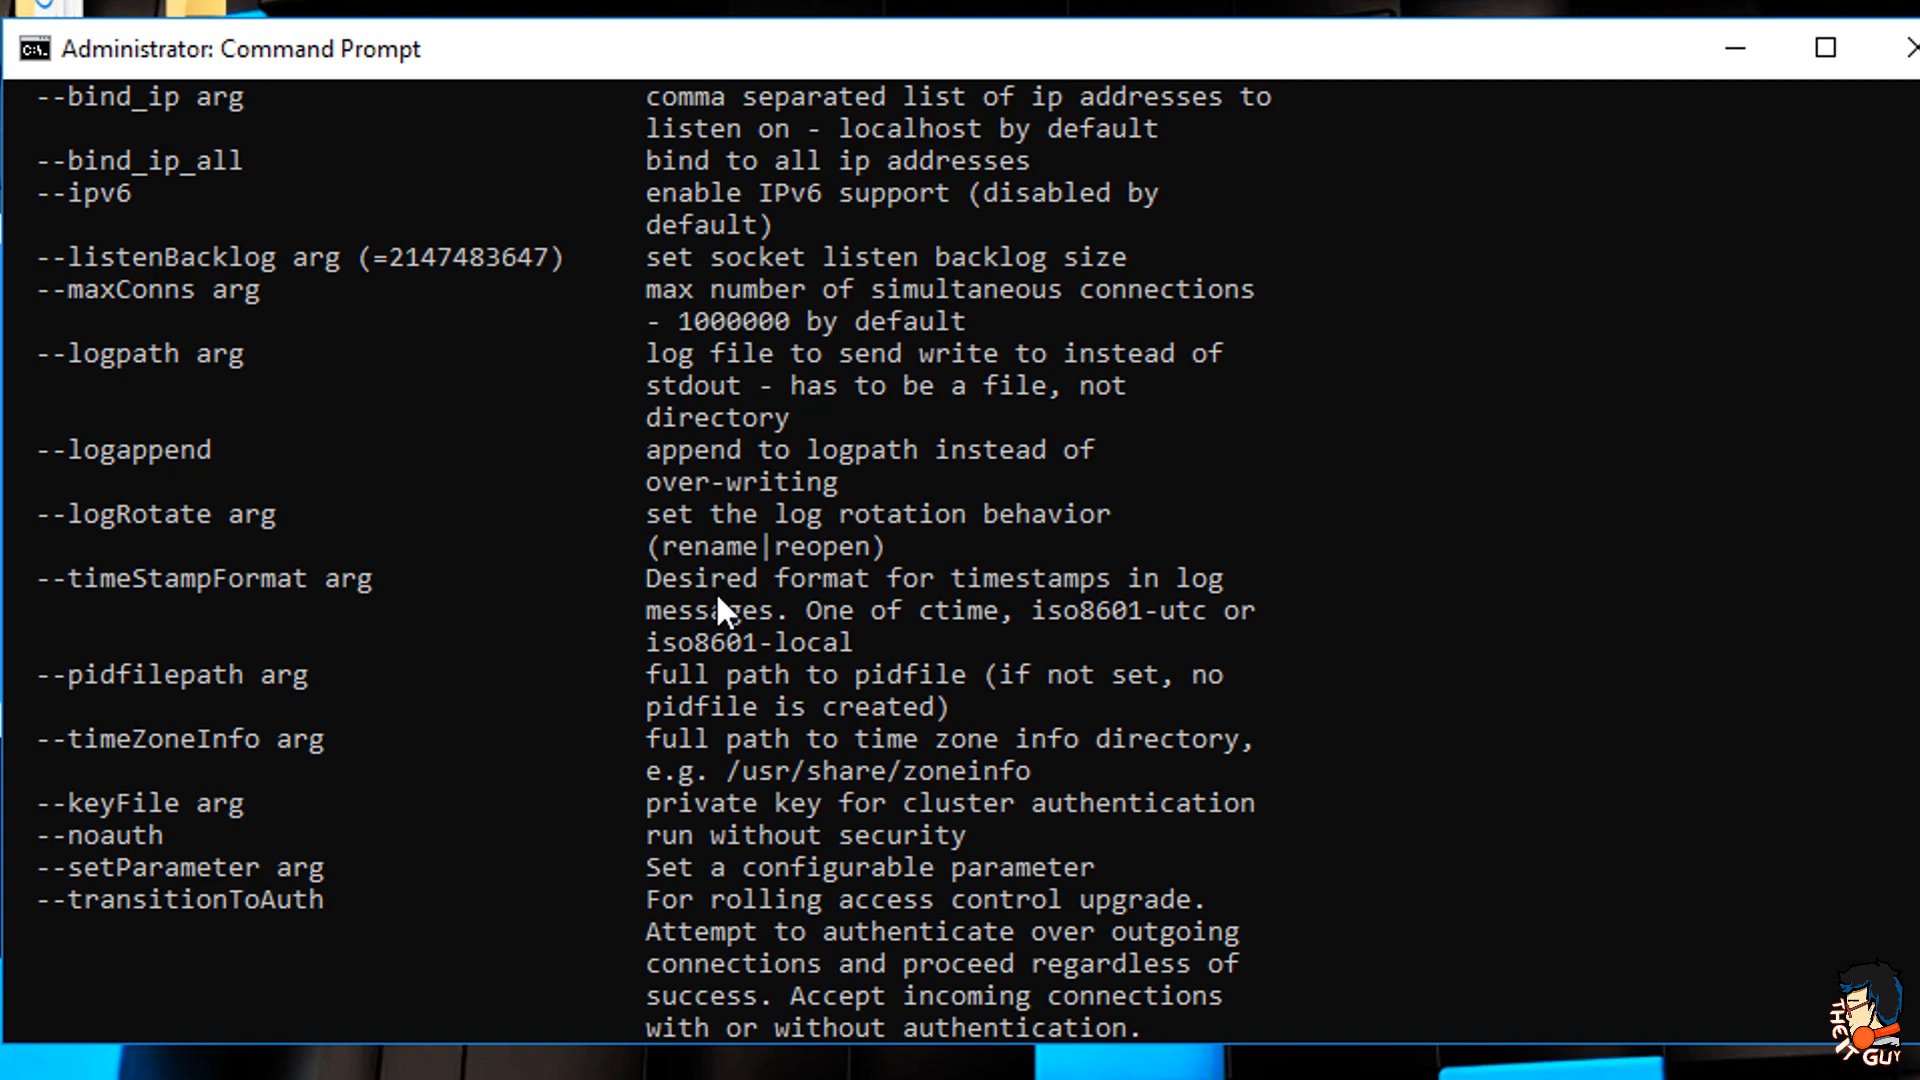 Administrator: Command Prompt
--bind_ip arg comma separated list of ip addresses to
listen on - localhost by default
--bind_ip_all bind to all ip addresses
--ipv6 enable IPv6 support (disabled by
default)
--listenBacklog arg (=2147483647) set socket listen backlog size
--maxConns arg max number of simultaneous connections
- 1000000 by default
--logpath arg log file to send write to instead of
stdout - has to be a file, not
directory
--logappend append to logpath instead of
over-writing
--logRotate arg set the log rotation behavior
(rename|reopen)
--timeStampFormat arg Desired format for timestamps in log
messages. One of ctime, iso8601-utc or
iso8601-local
--pidfilepath arg full path to pidfile (if not set, no
pidfile is created)
--timeZoneInfo arg full path to time zone info directory,
e.g. /usr/share/zoneinfo
--keyFile arg private key for cluster authentication
--noauth run without security
--setParameter arg Set a configurable parameter
--transitionToAuth For rolling access control upgrade.
Attempt to authenticate over outgoing
connections and proceed regardless of
success. Accept incoming connections
with or without authentication.
THE IT GUY